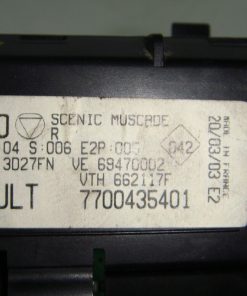 O SCENIC MUSCADE
R
04 S:006 E2P:005 042
3D27FN VE 69470002
VTH 662117F
ULT 7700435401
MADE IN FRANCE
20/03/03 E2